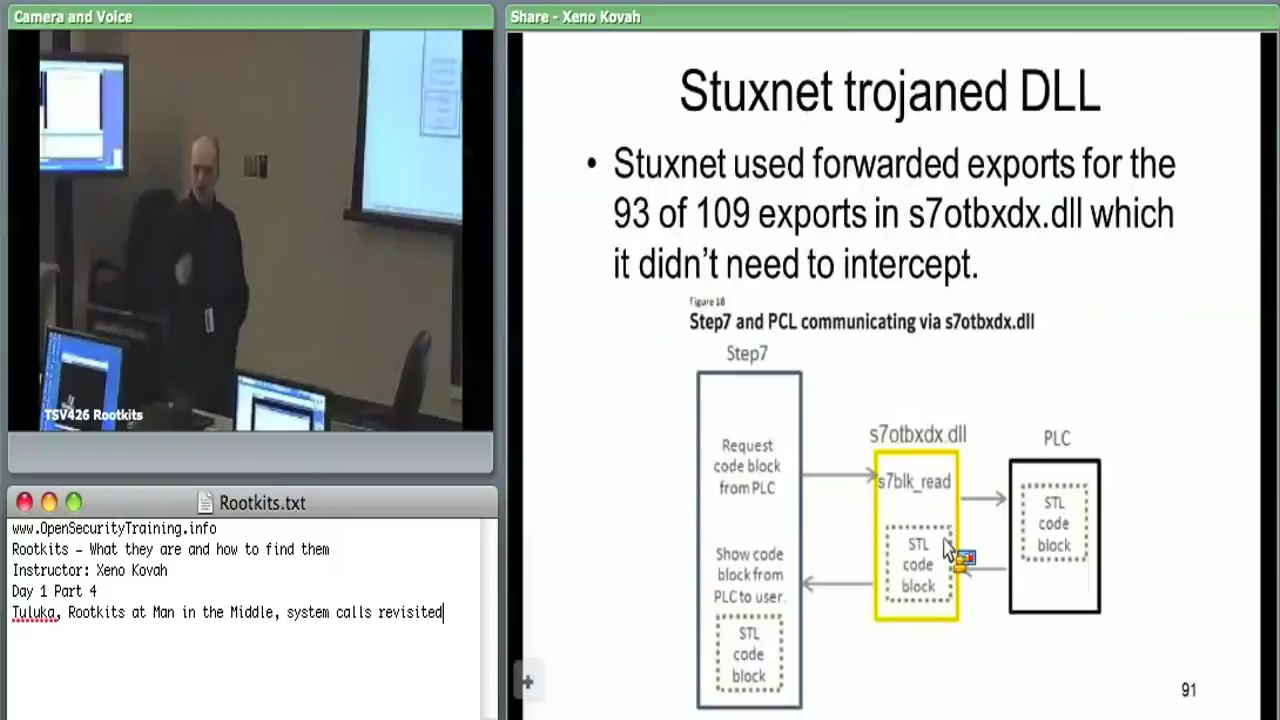 Camera and Voice
TSV426 Rootkits
Rootkits.txt
www.OpenSecurityTraining.info
Rootkits – What they are and how to find them
Instructor: Xeno Kovah
Day 1 Part 4
Tuluka, Rootkits at Man in the Middle, system calls revisited
Share - Xeno Kovah
Stuxnet trojaned DLL
• Stuxnet used forwarded exports for the
93 of 109 exports in s7otbxdx.dll which
it didn't need to intercept.
Figure 18
Step7 and PCL communicating via s7otbxdx.dll
Step7
Request
code block
from PLC
Show code
block from
PLC to user.
STL
code
block
s7otbxdx.dll
s7blk_read
STL
code
block
PLC
STL
code
block
91